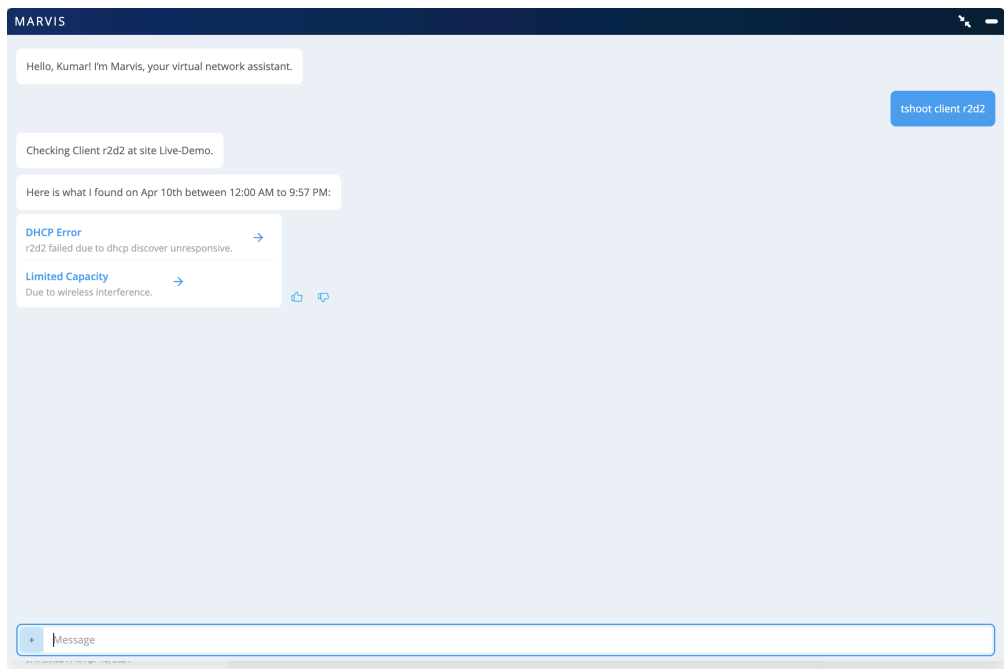 MARVIS
Hello, Kumar! I'm Marvis, your virtual network assistant.
tshoot client r2d2
Checking Client r2d2 at site Live-Demo.
Here is what I found on Apr 10th between 12:00 AM to 9:57 PM:
DHCP Error
r2d2 failed due to dhcp discover unresponsive.
Limited Capacity
Due to wireless interference.
+ Message